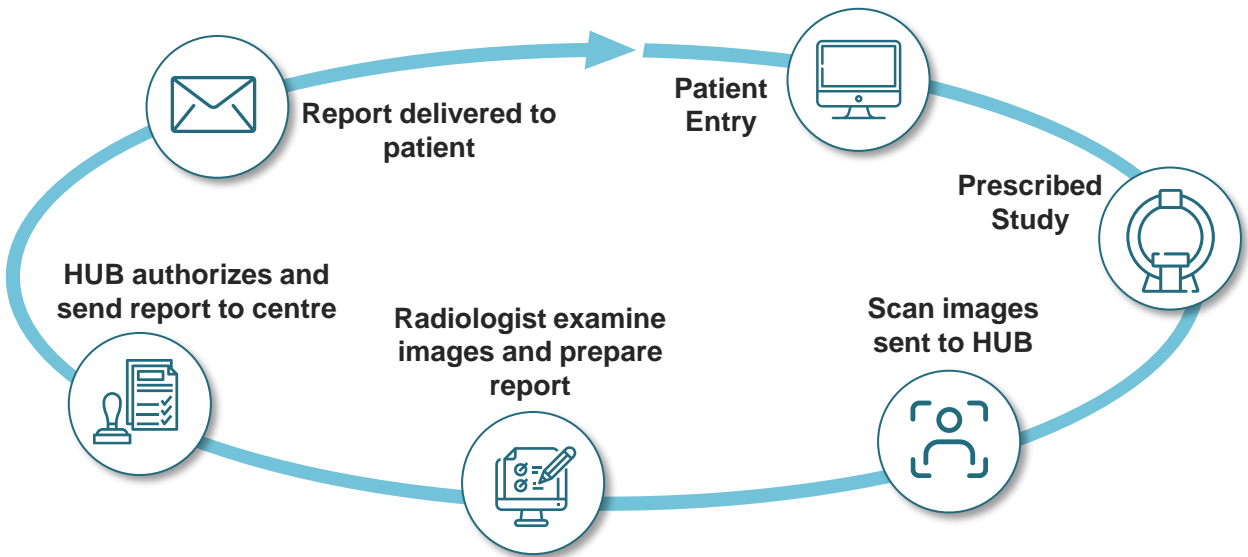 Patient
Entry
Prescribed
Study
Scan images
sent to HUB
Radiologist examine
images and prepare
report
HUB authorizes and
send report to centre
Report delivered to
patient